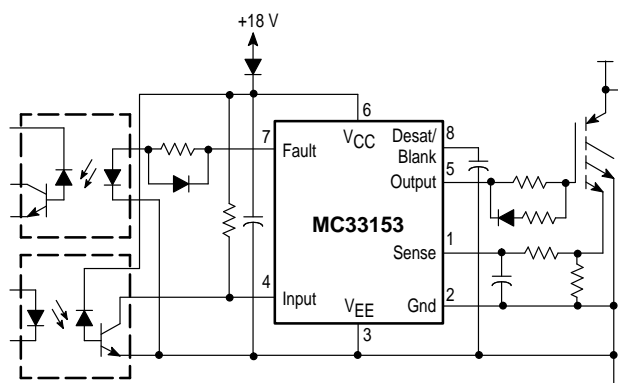 +18 V
6
7
VCC
Desat/
Blank
8
Fault
5
Output
MC33153
1
Sense
4
Input
VEE
Gnd
2
3